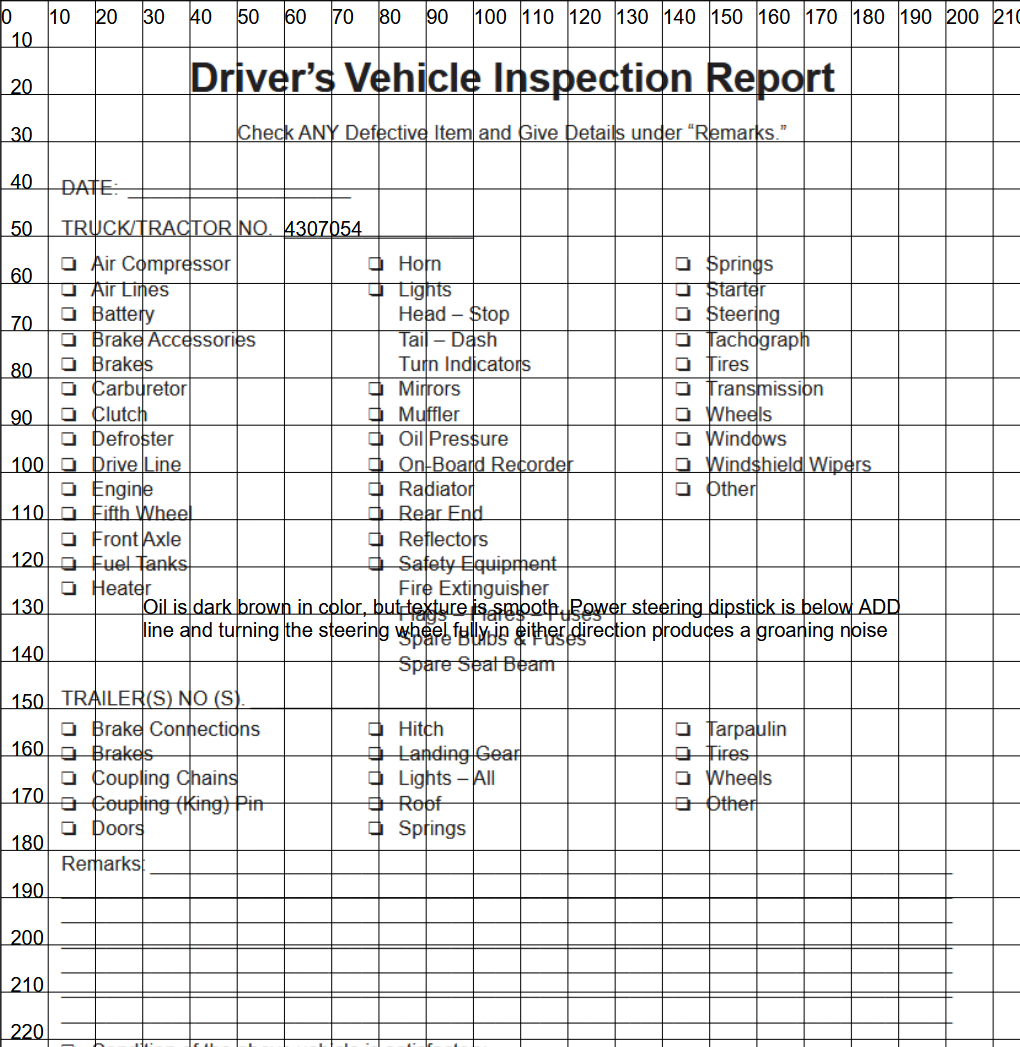 0 10 20 30 40 50 60 70 80 90 100 110 120 130 140 150 160 170 180 190 200 210
10
Driver's Vehicle Inspection Report
20
30 Check ANY Defective Item and Give Details under “Remarks.”
40 DATE:
50 TRUCK/TRACTOR NO. 4307054
Air Compressor Horn Springs
60 Air Lines Lights Starter
Battery Head – Stop Steering
70 Brake Accessories Tail – Dash Tachograph
80 Brakes Turn Indicators Tires
Carburetor Mirrors Transmission
90 Clutch Muffler Wheels
Defroster Oil Pressure Windows
100 Drive Line On-Board Recorder Windshield Wipers
Engine Radiator Other
110 Fifth Wheel Rear End
Front Axle Reflectors
120 Fuel Tanks Safety Equipment
Heater Fire Extinguisher
130 Oil is dark brown in color, but texture is smooth. Power steering dipstick is below ADD
Flags – Flares – Fuses
line and turning the steering wheel fully in either direction produces a groaning noise
Spare Bulbs & Fuses
140 Spare Seal Beam
150 TRAILER(S) NO (S).
Brake Connections Hitch Tarpaulin
160 Brakes Landing Gear Tires
Coupling Chains Lights – All Wheels
170 Coupling (King) Pin Roof Other
Doors Springs
180 Remarks:
190
200
210
220
Condition of the above vehicle is satisfactory